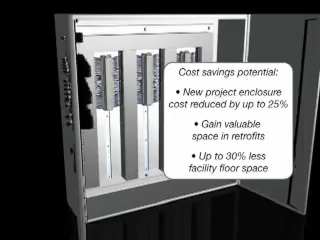 Cost savings potential:
• New project enclosure
cost reduced by up to 25%
• Gain valuable
space in retrofits
• Up to 30% less
facility floor space